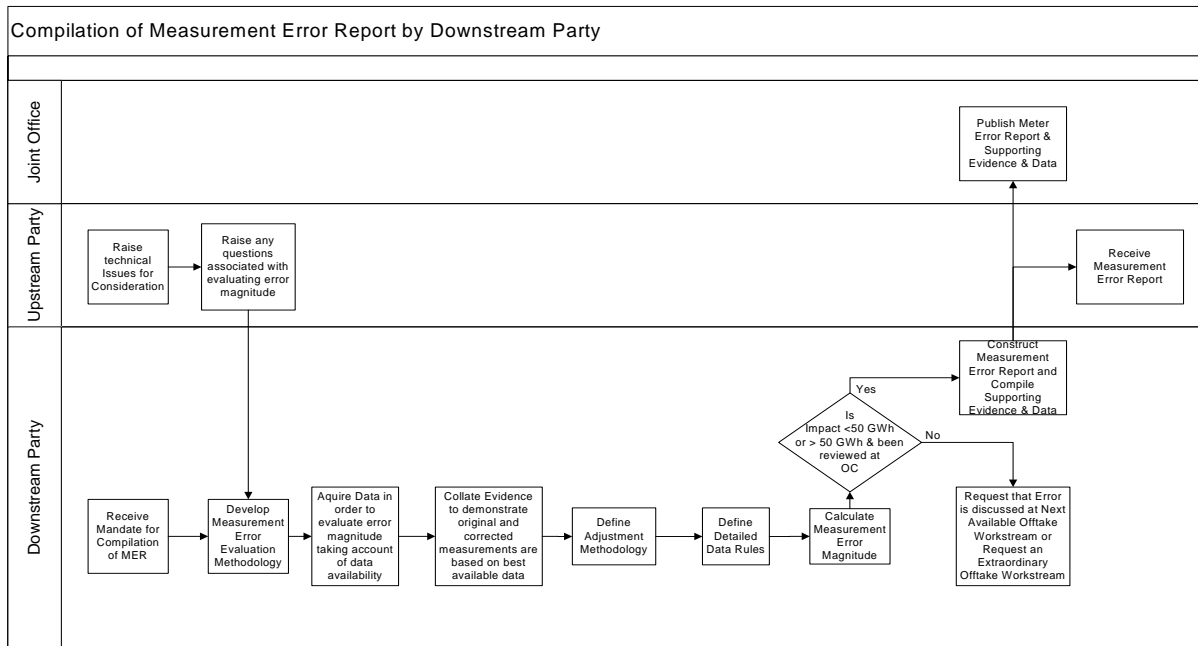 Compilation of Measurement Error Report by Downstream Party
Joint Office
Publish Meter
Error Report &
Supporting
Evidence & Data
Upstream Party
Raise
technical
Issues for
Consideration
Raise any
questions
associated with
evaluating error
magnitude
Receive
Measurement
Error Report
Downstream Party
Construct
Measurement
Error Report and
Compile
Supporting
Evidence & Data
Yes
Is
Impact <50 GWh
or > 50 GWh & been
reviewed at
OC
No
Receive
Mandate for
Compilation
of MER
Develop
Measurement
Error
Evaluation
Methodology
Aquire Data in
order to
evaluate error
magnitude
taking account
of data
availability
Collate Evidence
to demonstrate
original and
corrected
measurements are
based on best
available data
Define
Adjustment
Methodology
Define
Detailed
Data Rules
Calculate
Measurement
Error
Magnitude
Request that Error
is discussed at Next
Available Offtake
Workstream or
Request an
Extraordinary
Offtake Workstream